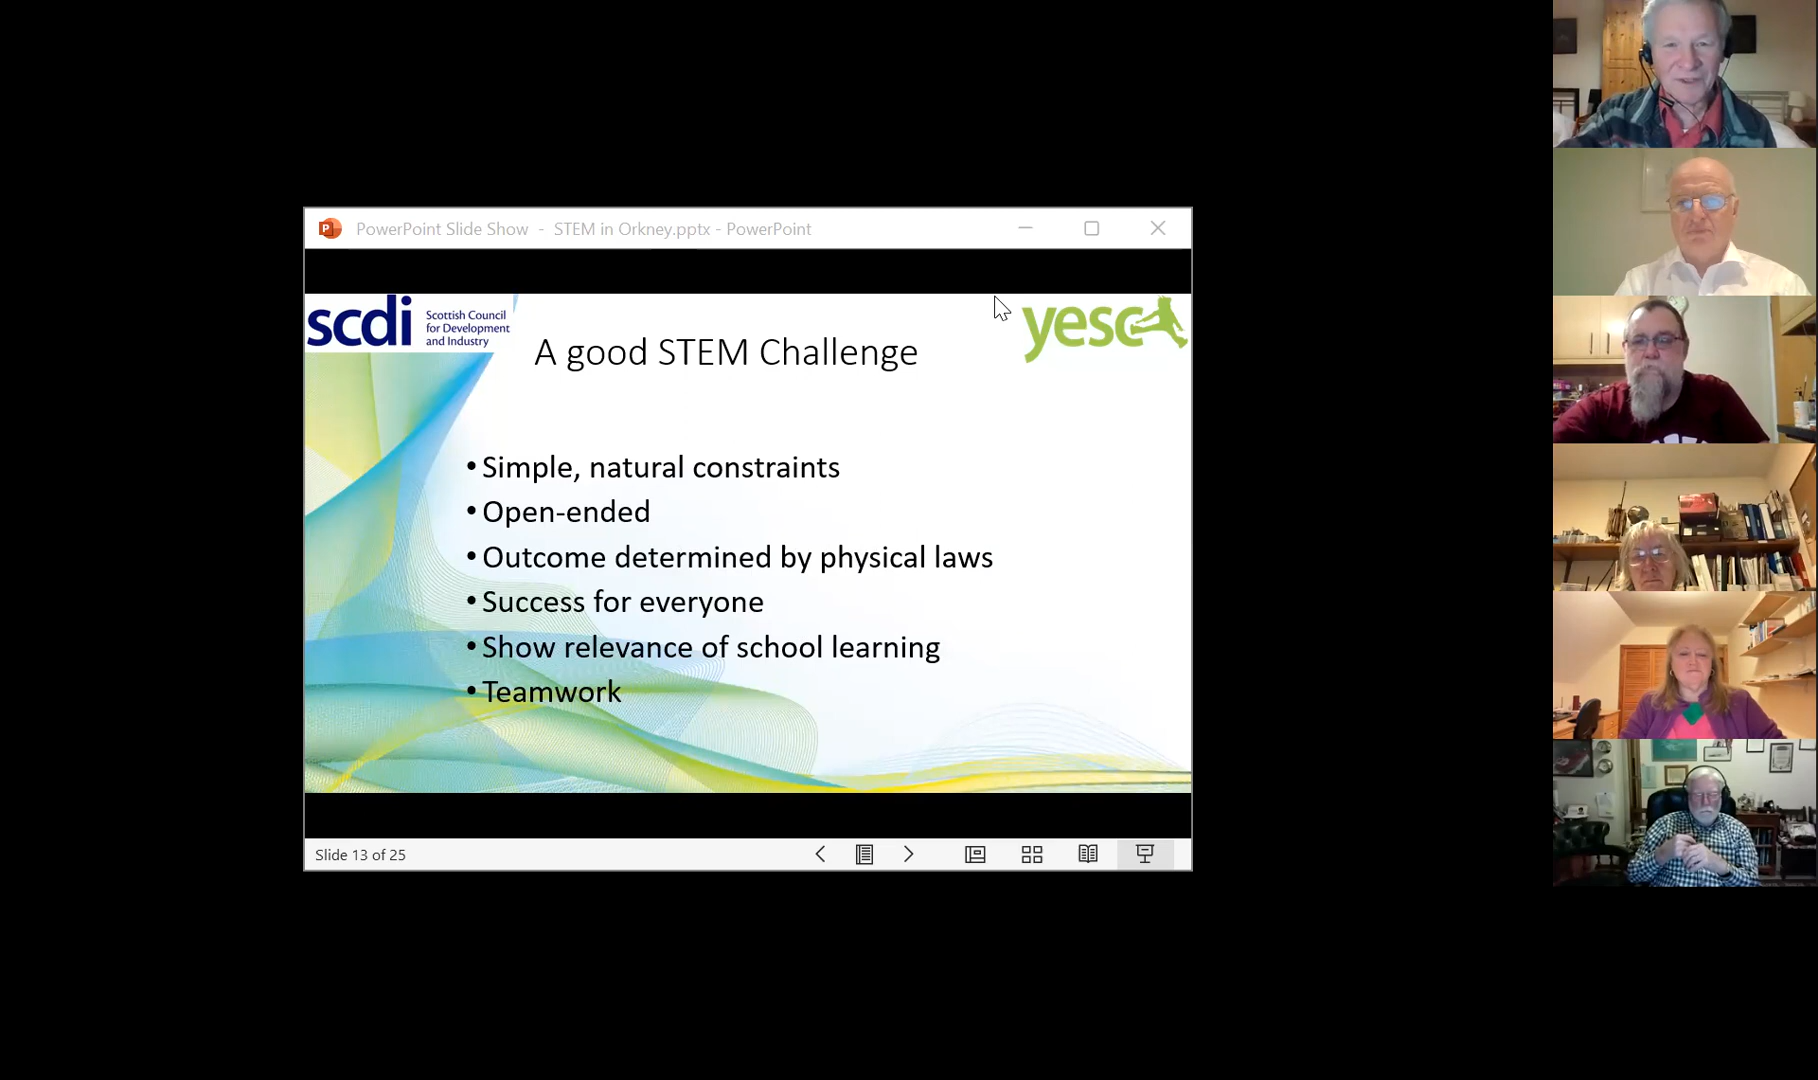 PowerPoint Slide Show - STEM in Orkney.pptx - PowerPoint
scdi
Scottish Council
for Development
and Industry
yesc
A good STEM Challenge
• Simple, natural constraints
• Open-ended
• Outcome determined by physical laws
• Success for everyone
• Show relevance of school learning
• Teamwork
Slide 13 of 25